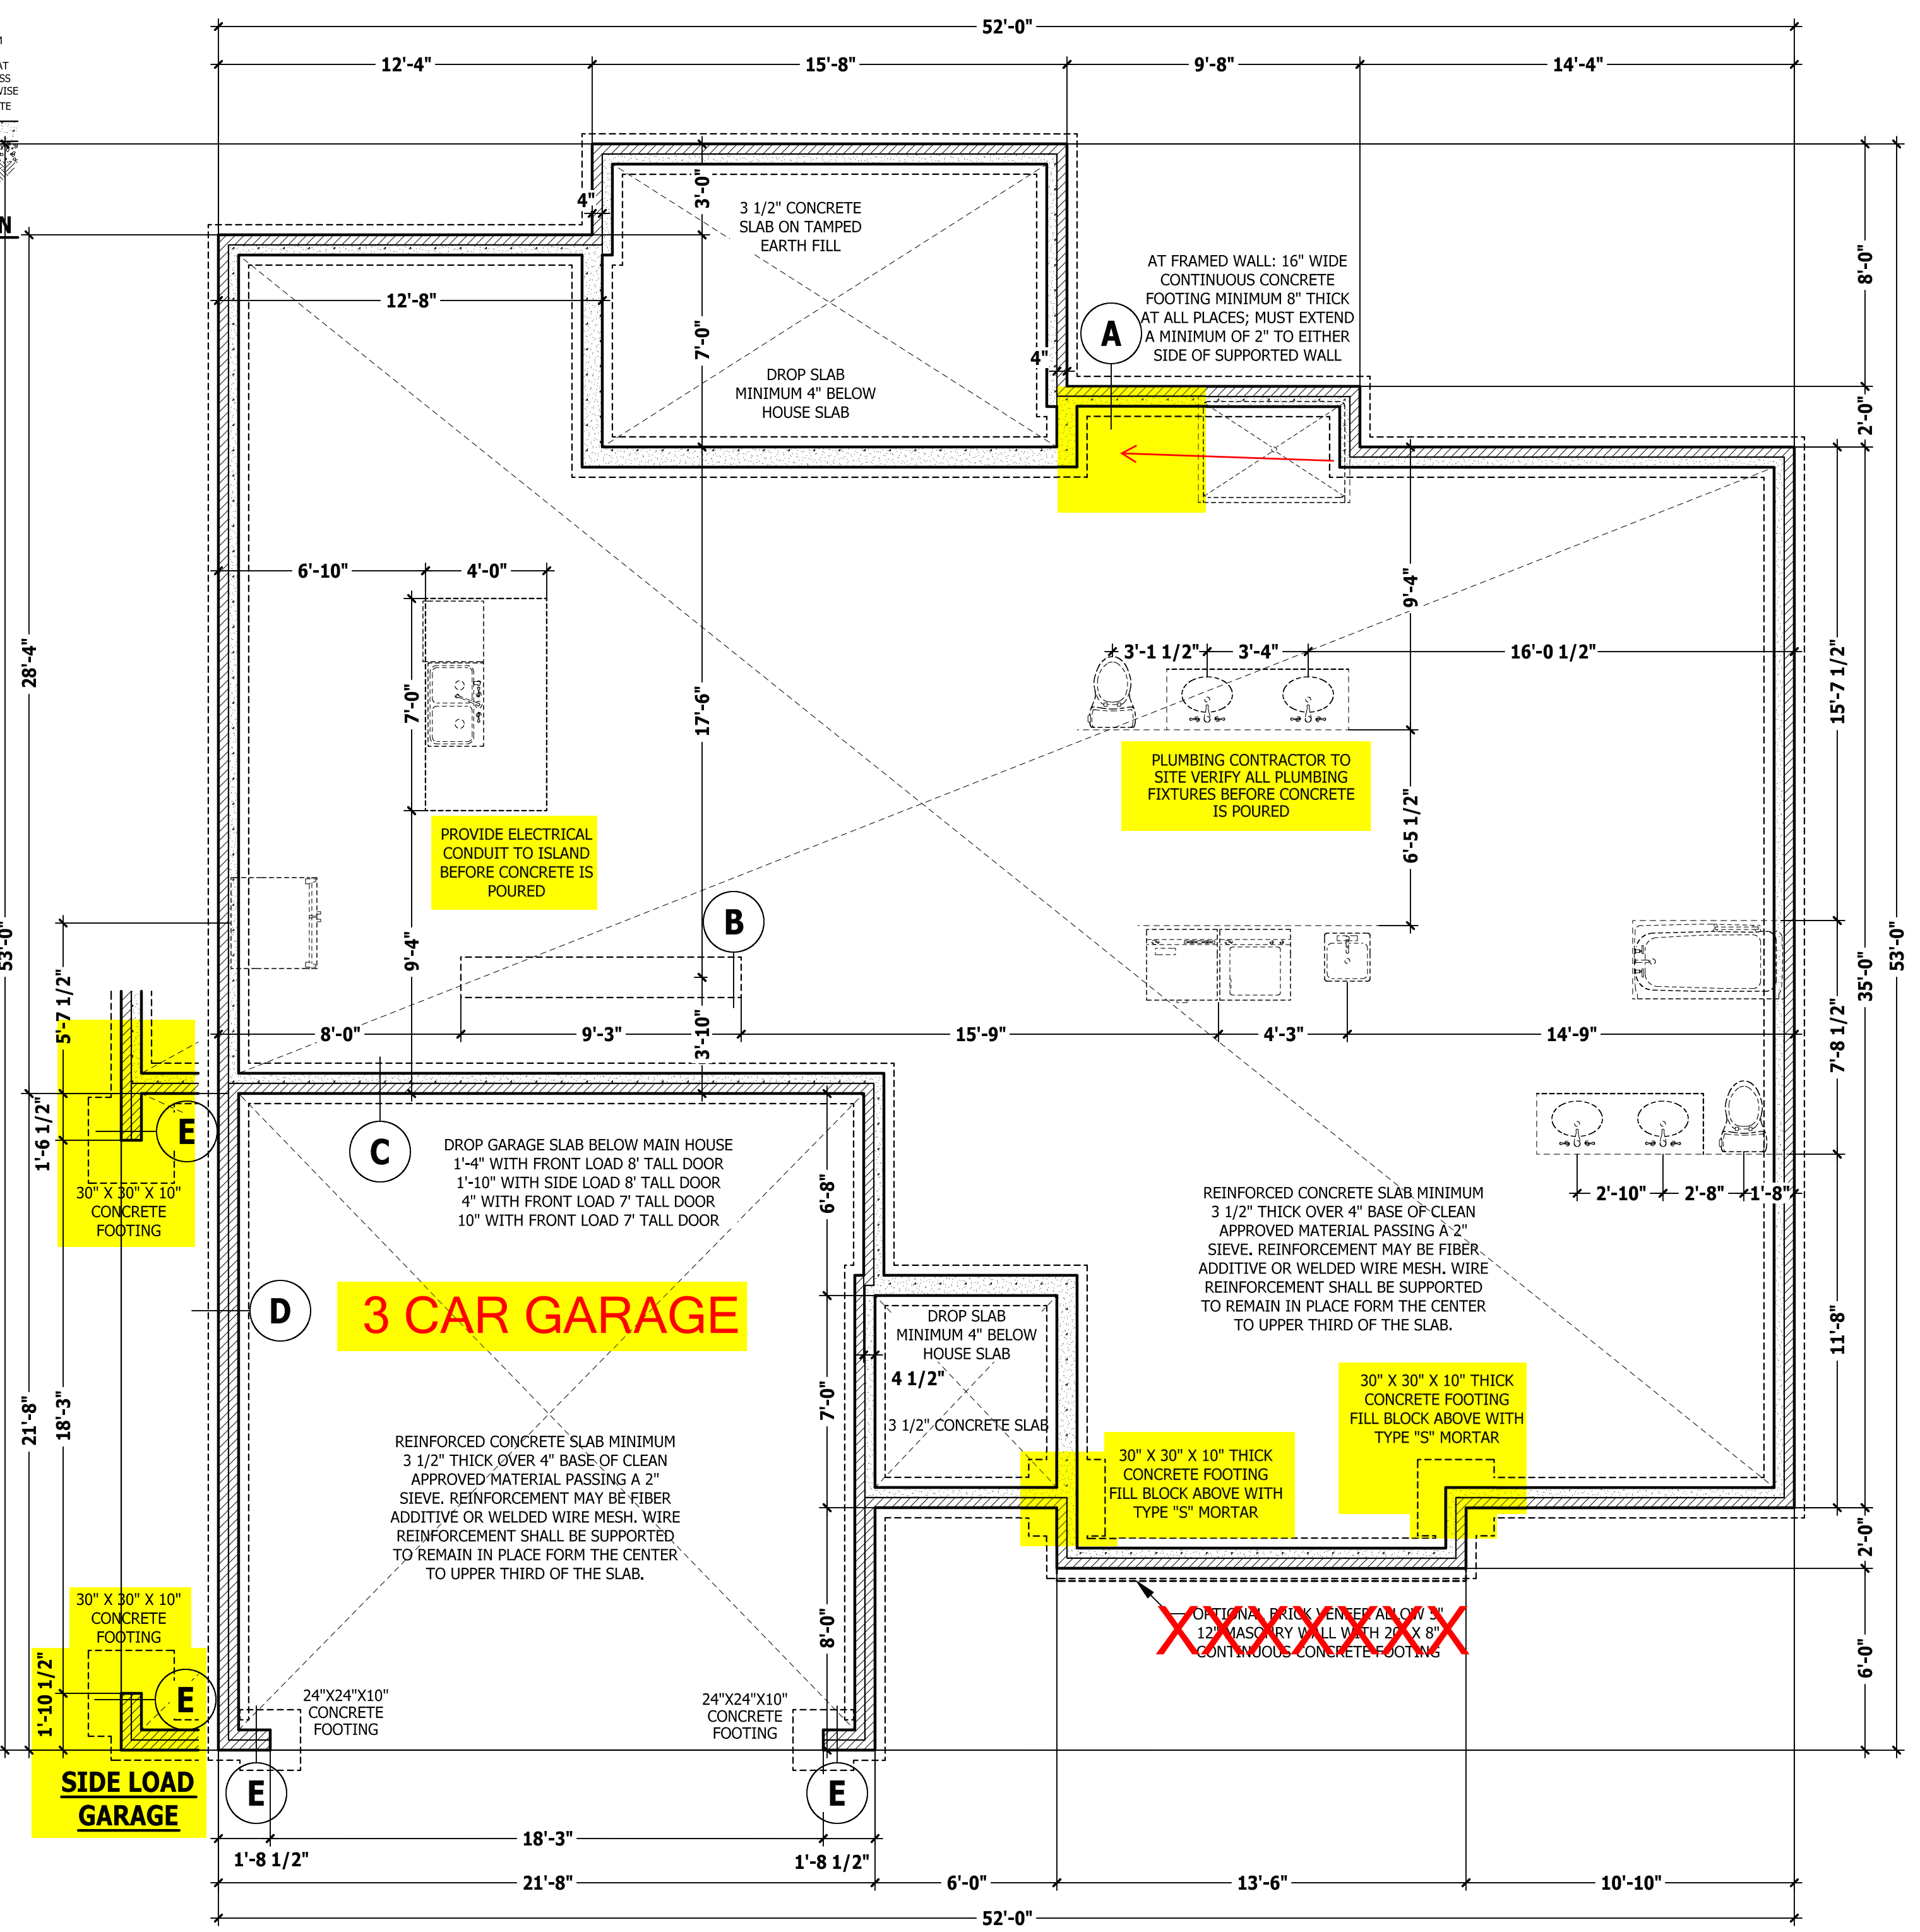 52'-0"
12'-4"
15'-8"
9'-8"
14'-4"
AT
WISE
N
3'-0"
4"
3 1/2" CONCRETE
SLAB ON TAMPED
EARTH FILL
8'-0"
AT FRAMED WALL: 16" WIDE
CONTINUOUS CONCRETE
FOOTING MINIMUM 8" THICK
AT ALL PLACES; MUST EXTEND
A MINIMUM OF 2" TO EITHER
SIDE OF SUPPORTED WALL
12'-8"
7'-0"
4"
A
DROP SLAB
MINIMUM 4" BELOW
HOUSE SLAB
2'-0"
6'-10"
4'-0"
9'-4"
28'-4"
7'-0"
17'-6"
3'-1 1/2"
3'-4"
16'-0 1/2"
15'-7 1/2"
PLUMBING CONTRACTOR TO
SITE VERIFY ALL PLUMBING
FIXTURES BEFORE CONCRETE
IS POURED
PROVIDE ELECTRICAL
CONDUIT TO ISLAND
BEFORE CONCRETE IS
POURED
6'-5 1/2"
B
53'-0"
9'-4"
35'-0"
53'-0"
5'-7 1/2"
8'-0"
9'-3"
3'-10"
15'-9"
4'-3"
14'-9"
7'-8 1/2"
1'-6 1/2"
E
C
30" X 30" X 10"
CONCRETE
FOOTING
DROP GARAGE SLAB BELOW MAIN HOUSE
1'-4" WITH FRONT LOAD 8' TALL DOOR
1'-10" WITH SIDE LOAD 8' TALL DOOR
4" WITH FRONT LOAD 7' TALL DOOR
10" WITH FRONT LOAD 7' TALL DOOR
6'-8"
2'-10"
2'-8"
1'-8"
REINFORCED CONCRETE SLAB MINIMUM
3 1/2" THICK OVER 4" BASE OF CLEAN
APPROVED MATERIAL PASSING A 2"
SIEVE. REINFORCEMENT MAY BE FIBER
ADDITIVE OR WELDED WIRE MESH. WIRE
REINFORCEMENT SHALL BE SUPPORTED
TO REMAIN IN PLACE FORM THE CENTER
TO UPPER THIRD OF THE SLAB.
D
3 CAR GARAGE
DROP SLAB
MINIMUM 4" BELOW
HOUSE SLAB
4 1/2"
3 1/2" CONCRETE SLAB
7'-0"
11'-8"
21'-8"
18'-3"
30" X 30" X 10" THICK
CONCRETE FOOTING
FILL BLOCK ABOVE WITH
TYPE "S" MORTAR
30" X 30" X 10" THICK
CONCRETE FOOTING
FILL BLOCK ABOVE WITH
TYPE "S" MORTAR
REINFORCED CONCRETE SLAB MINIMUM
3 1/2" THICK OVER 4" BASE OF CLEAN
APPROVED MATERIAL PASSING A 2"
SIEVE. REINFORCEMENT MAY BE FIBER
ADDITIVE OR WELDED WIRE MESH. WIRE
REINFORCEMENT SHALL BE SUPPORTED
TO REMAIN IN PLACE FORM THE CENTER
TO UPPER THIRD OF THE SLAB.
2'-0"
30" X 30" X 10"
CONCRETE
FOOTING
8'-0"
OPTIONAL BRICK VENEER ALLOW 5"
12" MASONRY WALL WITH 20" X 8"
CONTINUOUS CONCRETE FOOTING
XXXXXXX
6'-0"
1'-10 1/2"
E
24"X24"X10"
CONCRETE
FOOTING
24"X24"X10"
CONCRETE
FOOTING
SIDE LOAD
GARAGE
E
E
18'-3"
1'-8 1/2"
1'-8 1/2"
21'-8"
6'-0"
13'-6"
10'-10"
52'-0"